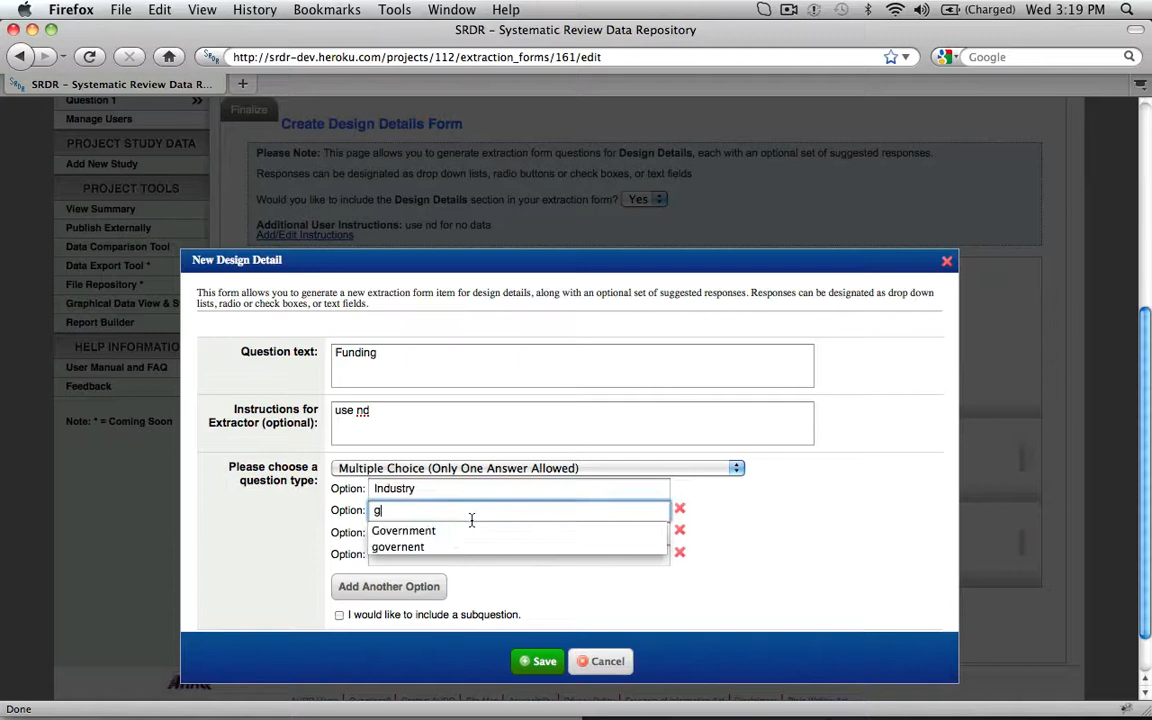 Firefox File Edit View History Bookmarks Tools Window Help (Charged) Wed 3:19 PM
SRDR – Systematic Review Data Repository
http://srdr-dev.heroku.com/projects/112/extraction_forms/161/edit
Google
SRDR – Systematic Review Data R...
Question 1 >>
Manage Users
PROJECT STUDY DATA
Add New Study
PROJECT TOOLS
View Summary
Publish Externally
Data Comparison Tool
Data Export Tool *
File Repository *
Graphical Data View & S
Report Builder
HELP INFORMATIO
User Manual and FAQ
Feedback
Note: * = Coming Soon
Finalize
Create Design Details Form
Please Note: This page allows you to generate extraction form questions for Design Details, each with an optional set of suggested responses.
Responses can be designated as drop down lists, radio buttons or check boxes, or text fields
Would you like to include the Design Details section in your extraction form? Yes
Additional User Instructions: use nd for no data
Add/Edit Instructions
New Design Detail
This form allows you to generate a new extraction form item for design details, along with an optional set of suggested responses. Responses can be designated as drop down
lists, radio or check boxes, or text fields.
Question text:
Funding
Instructions for
Extractor (optional):
use nd
Please choose a
question type:
Multiple Choice (Only One Answer Allowed)
Option: Industry
Option: g
Option:
Option:
Government
governent
Add Another Option
I would like to include a subquestion.
Save
Cancel
Done